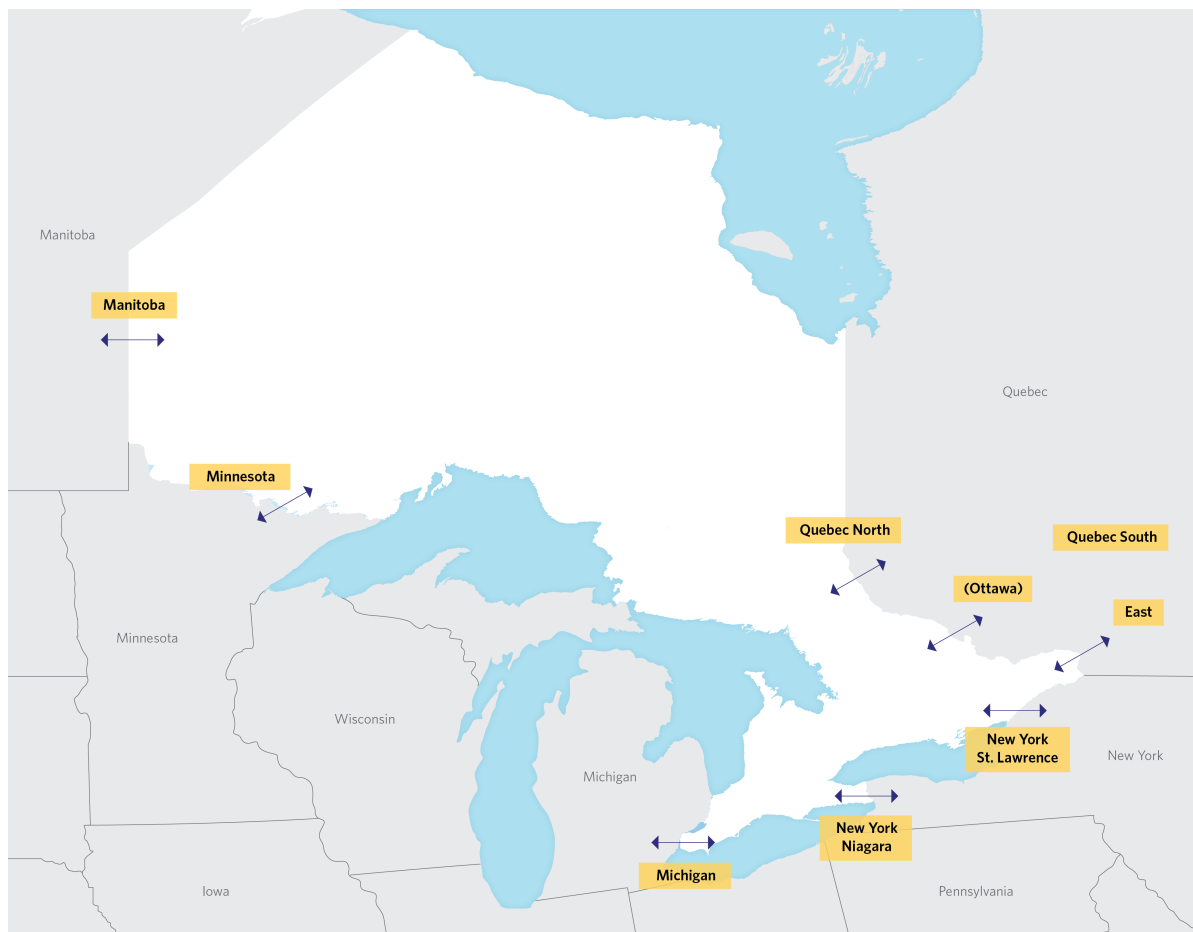 Manitoba
Manitoba
Quebec
Minnesota
Quebec North
Quebec South
(Ottawa)
East
Minnesota
Wisconsin
New York
St. Lawrence
New York
Michigan
New York
Niagara
Michigan
Iowa
Pennsylvania